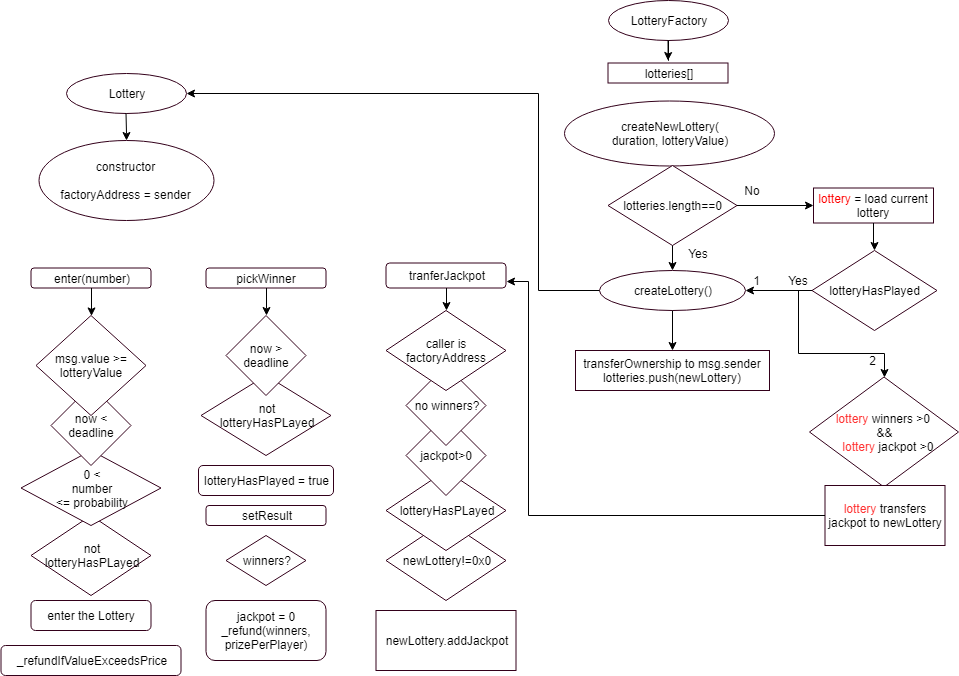 LotteryFactory
lotteries[]
Lottery
constructor
factoryAddress = sender
createNewLottery(
duration, lotteryValue)
lotteries.length==0
No
Yes
lottery = load current
lottery
lotteryHasPlayed
Yes
1
2
createLottery()
transferOwnership to msg.sender
lotteries.push(newLottery)
lottery winners >0
&&
lottery jackpot >0
lottery transfers
jackpot to newLottery
enter(number)
msg.value >=
lotteryValue
now <
deadline
0 <
number
<= probability
not
lotteryHasPLayed
enter the Lottery
_refundIfValueExceedsPrice
pickWinner
now >
deadline
not
lotteryHasPLayed
lotteryHasPlayed = true
setResult
winners?
jackpot = 0
_refund(winners,
prizePerPlayer)
tranferJackpot
caller is
factoryAddress
no winners?
jackpot>0
lotteryHasPLayed
newLottery!=0x0
newLottery.addJackpot